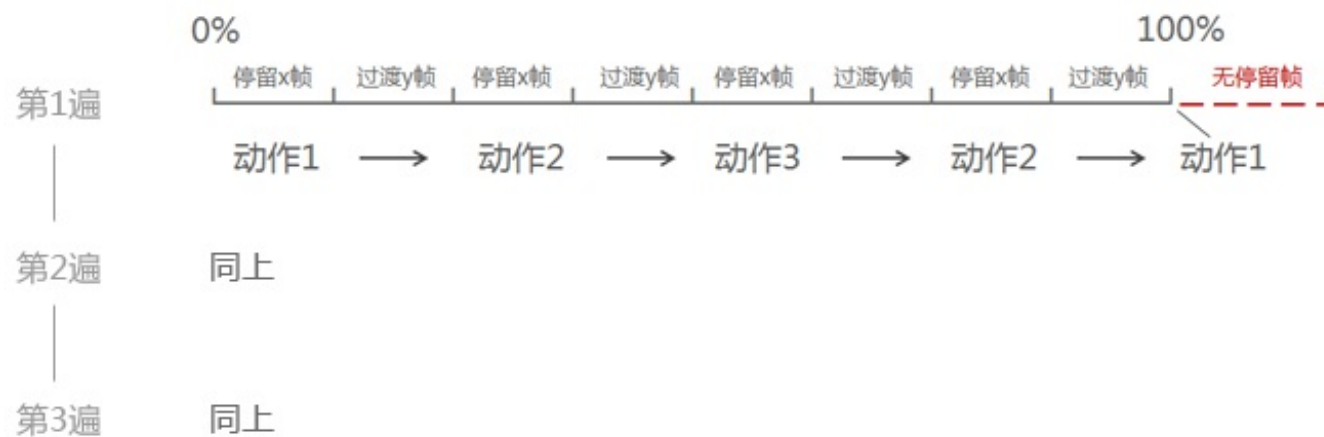 0% 100%
停留x帧 过渡y帧 停留x帧 过渡y帧 停留x帧 过渡y帧 停留x帧 过渡y帧 无停留帧
第1遍
动作1 → 动作2 → 动作3 → 动作2 → 动作1
第2遍 同上
第3遍 同上